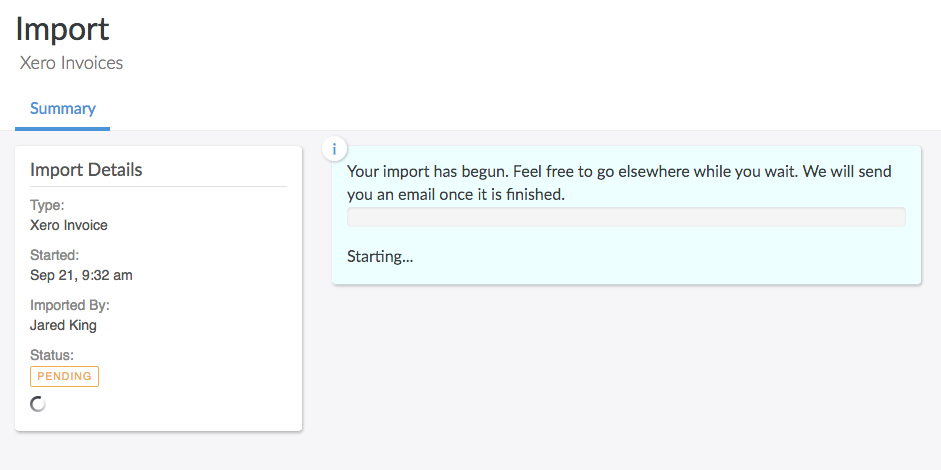 Import
Xero Invoices
Summary
Import Details
Type:
Xero Invoice
Started:
Sep 21, 9:32 am
Imported By:
Jared King
Status:
PENDING
i
Your import has begun. Feel free to go elsewhere while you wait. We will send
you an email once it is finished.
Starting...